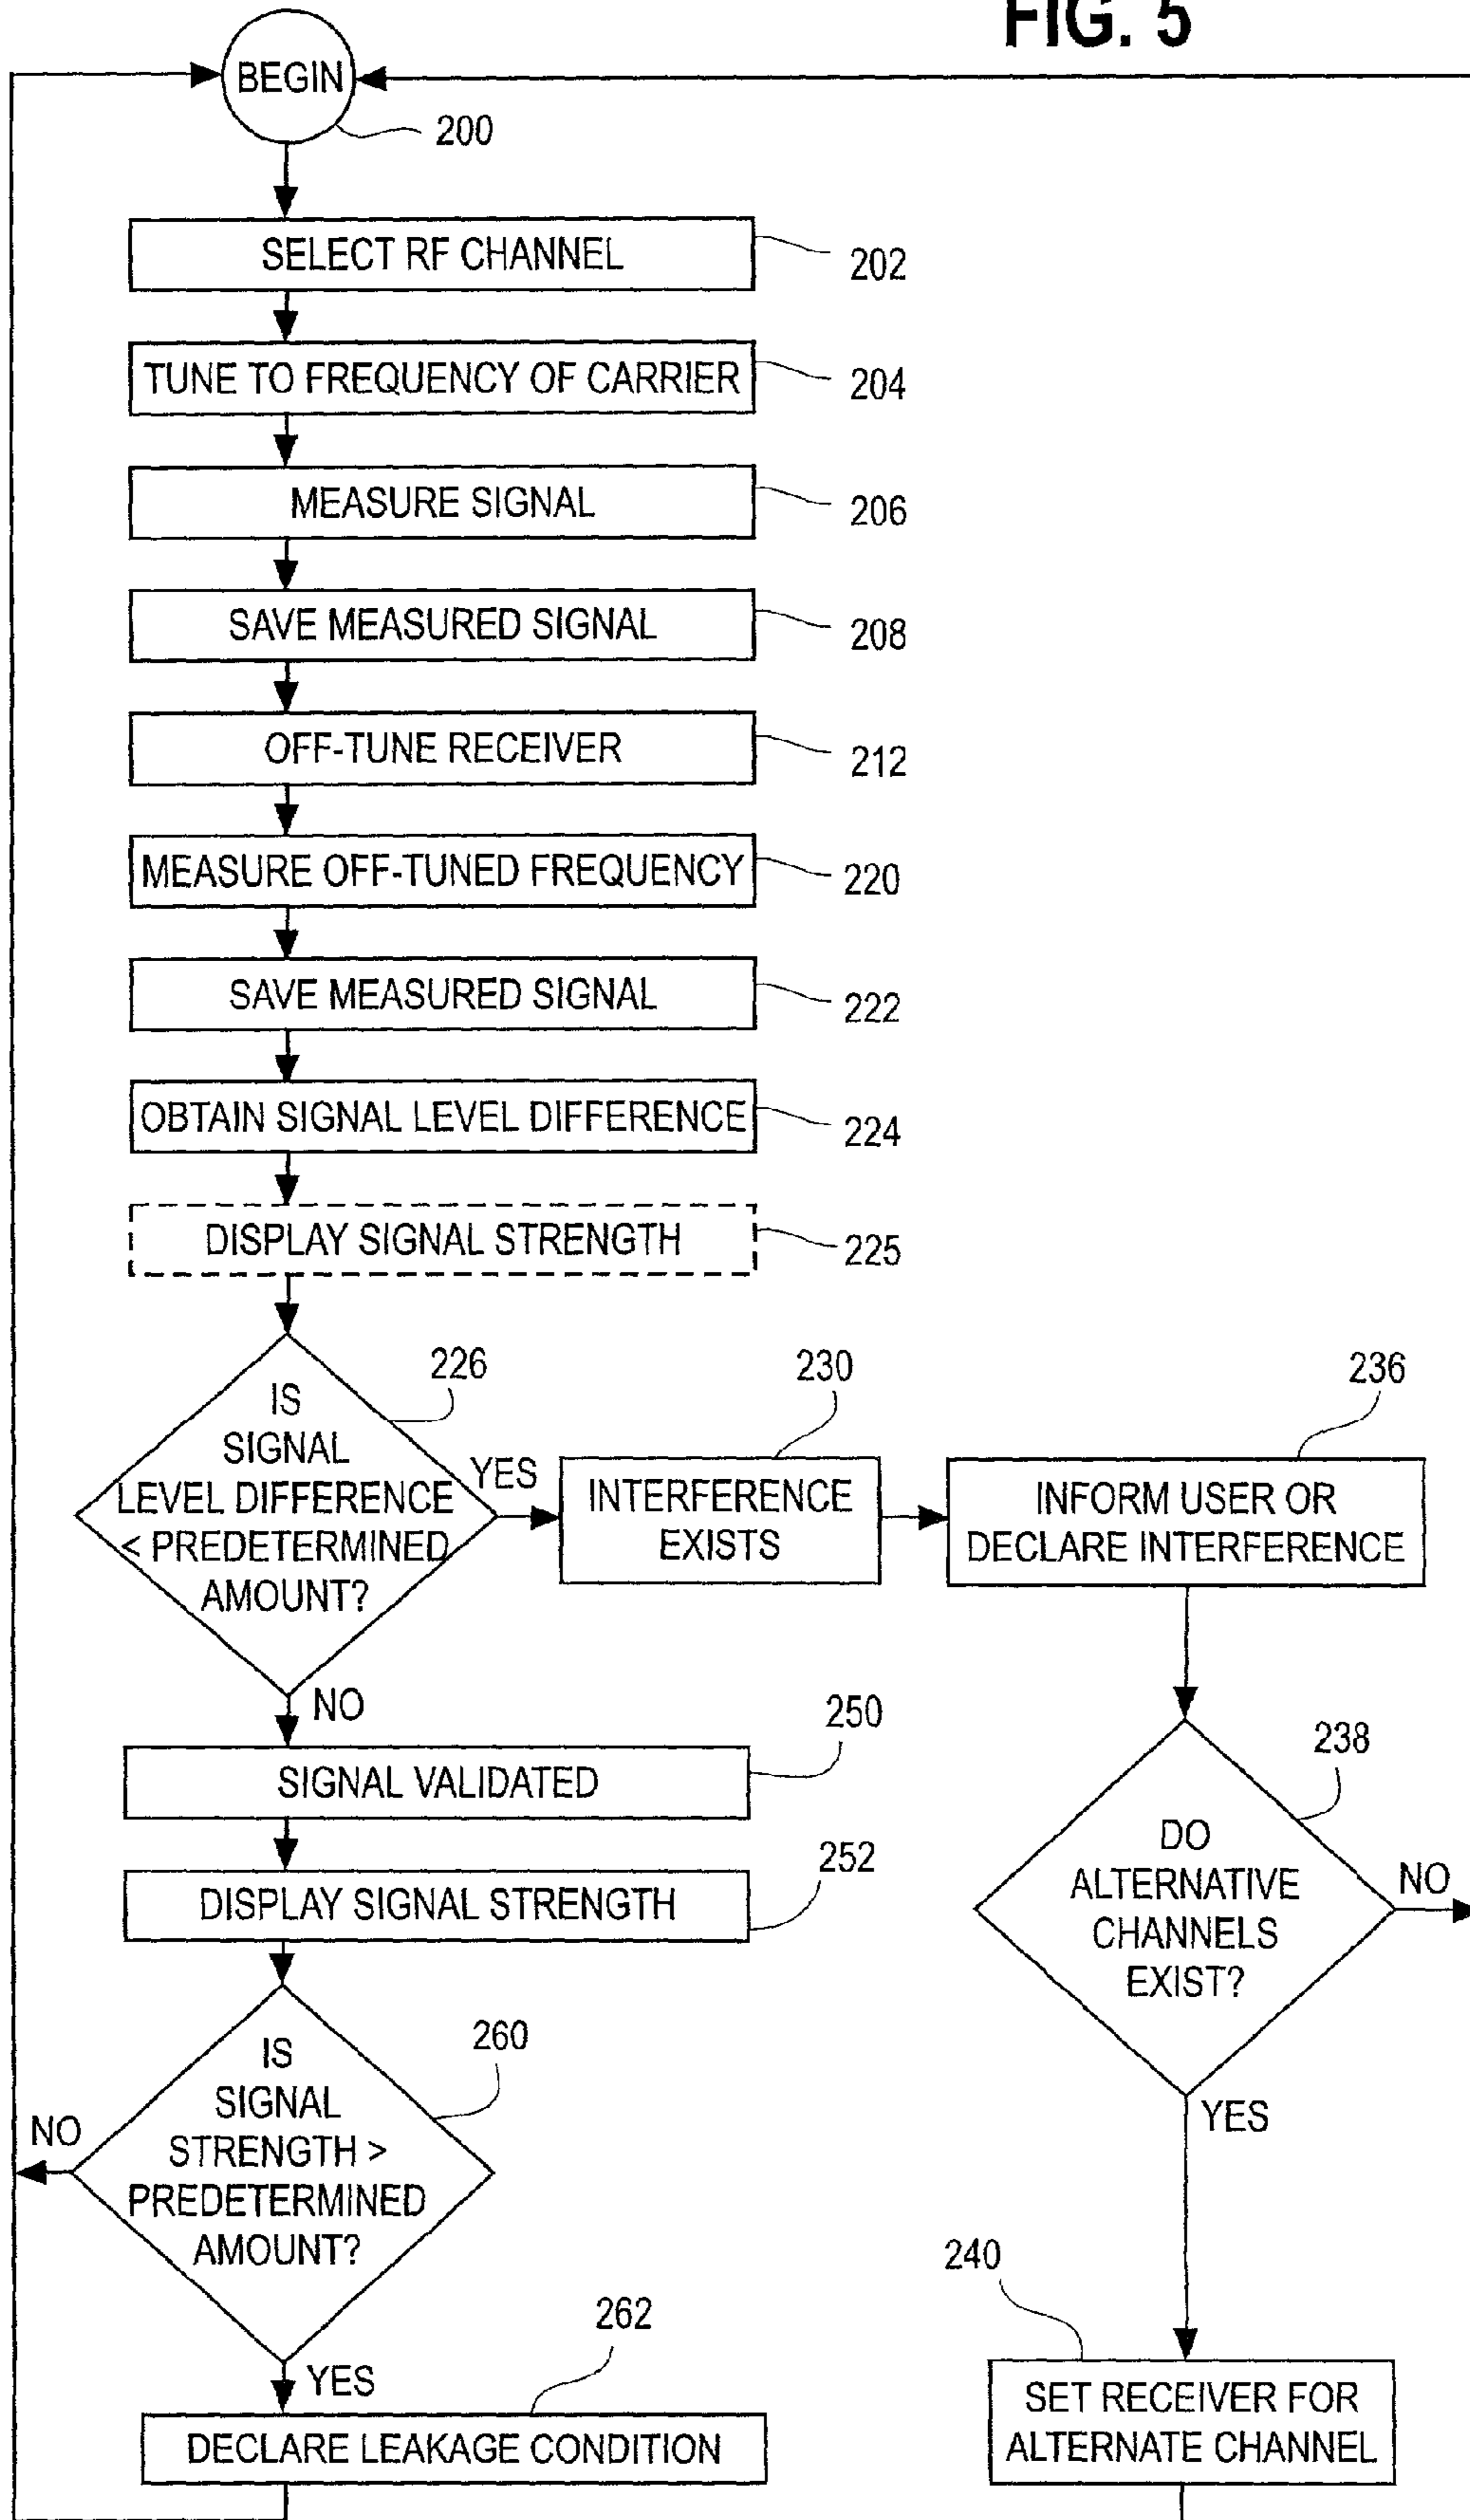 FIG. 5
BEGIN
200
SELECT RF CHANNEL
202
TUNE TO FREQUENCY OF CARRIER
204
MEASURE SIGNAL
206
SAVE MEASURED SIGNAL
208
OFF-TUNE RECEIVER
212
MEASURE OFF-TUNED FREQUENCY
220
SAVE MEASURED SIGNAL
222
OBTAIN SIGNAL LEVEL DIFFERENCE
224
DISPLAY SIGNAL STRENGTH
225
IS
SIGNAL
LEVEL DIFFERENCE
< PREDETERMINED
AMOUNT?
226
YES
INTERFERENCE
EXISTS
230
INFORM USER OR
DECLARE INTERFERENCE
236
NO
SIGNAL VALIDATED
250
DISPLAY SIGNAL STRENGTH
252
DO
ALTERNATIVE
CHANNELS
EXIST?
238
NO
YES
IS
SIGNAL
STRENGTH >
PREDETERMINED
AMOUNT?
260
NO
YES
DECLARE LEAKAGE CONDITION
262
SET RECEIVER FOR
ALTERNATE CHANNEL
240